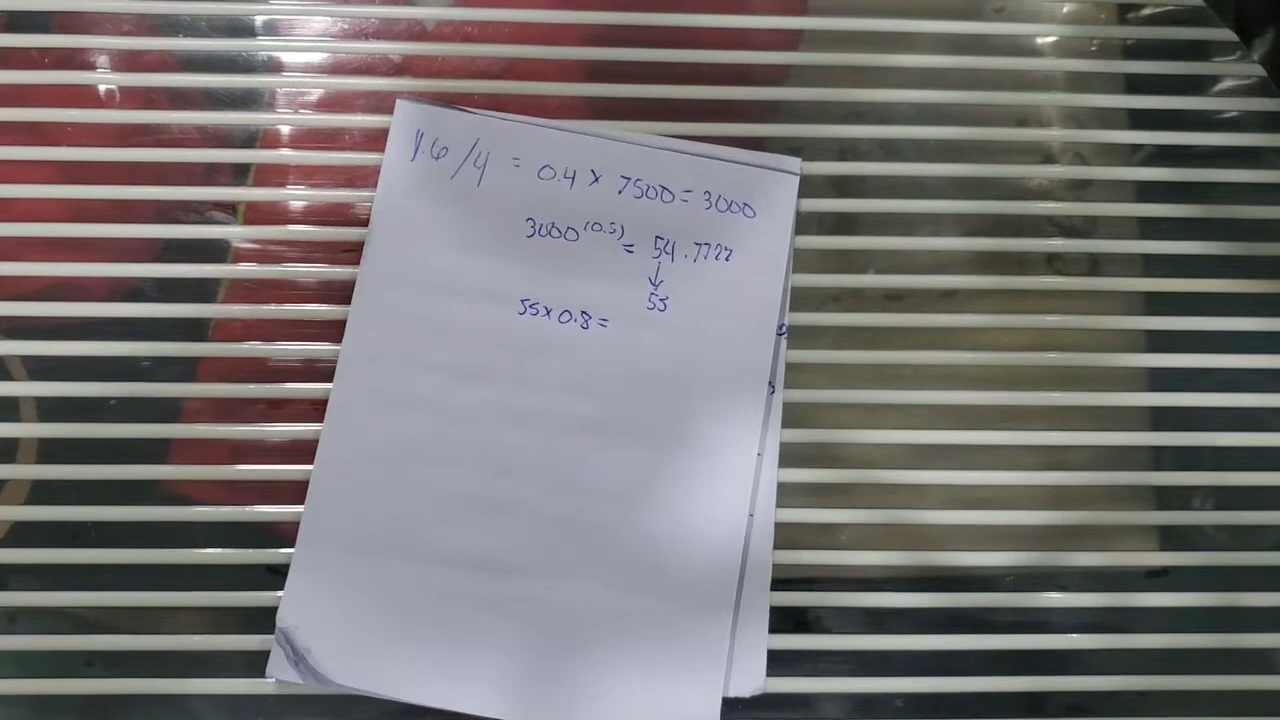 1.6/4 = 0.4 x 7500 = 3000
3000^(0.5) = 54.7722
↓
55
55 x 0.8 =